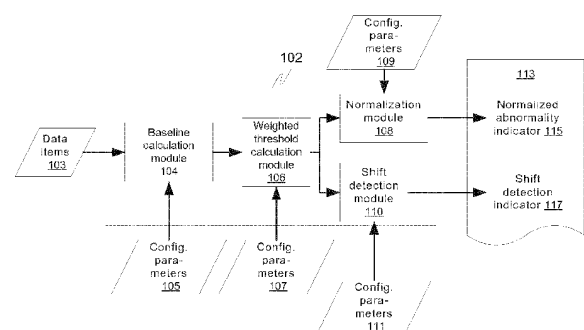 Config.
para-
meters
109
102
113
Data
items
103
Baseline
calculation
module
104
Weighted
threshold
calculation
module
106
Normalization
module
108
Normalized
abnormality
indicator 115
Shift
detection
module
110
Shift
detection
indicator 117
Config.
para-
meters
105
Config.
para-
meters
107
Config.
para-
meters
111